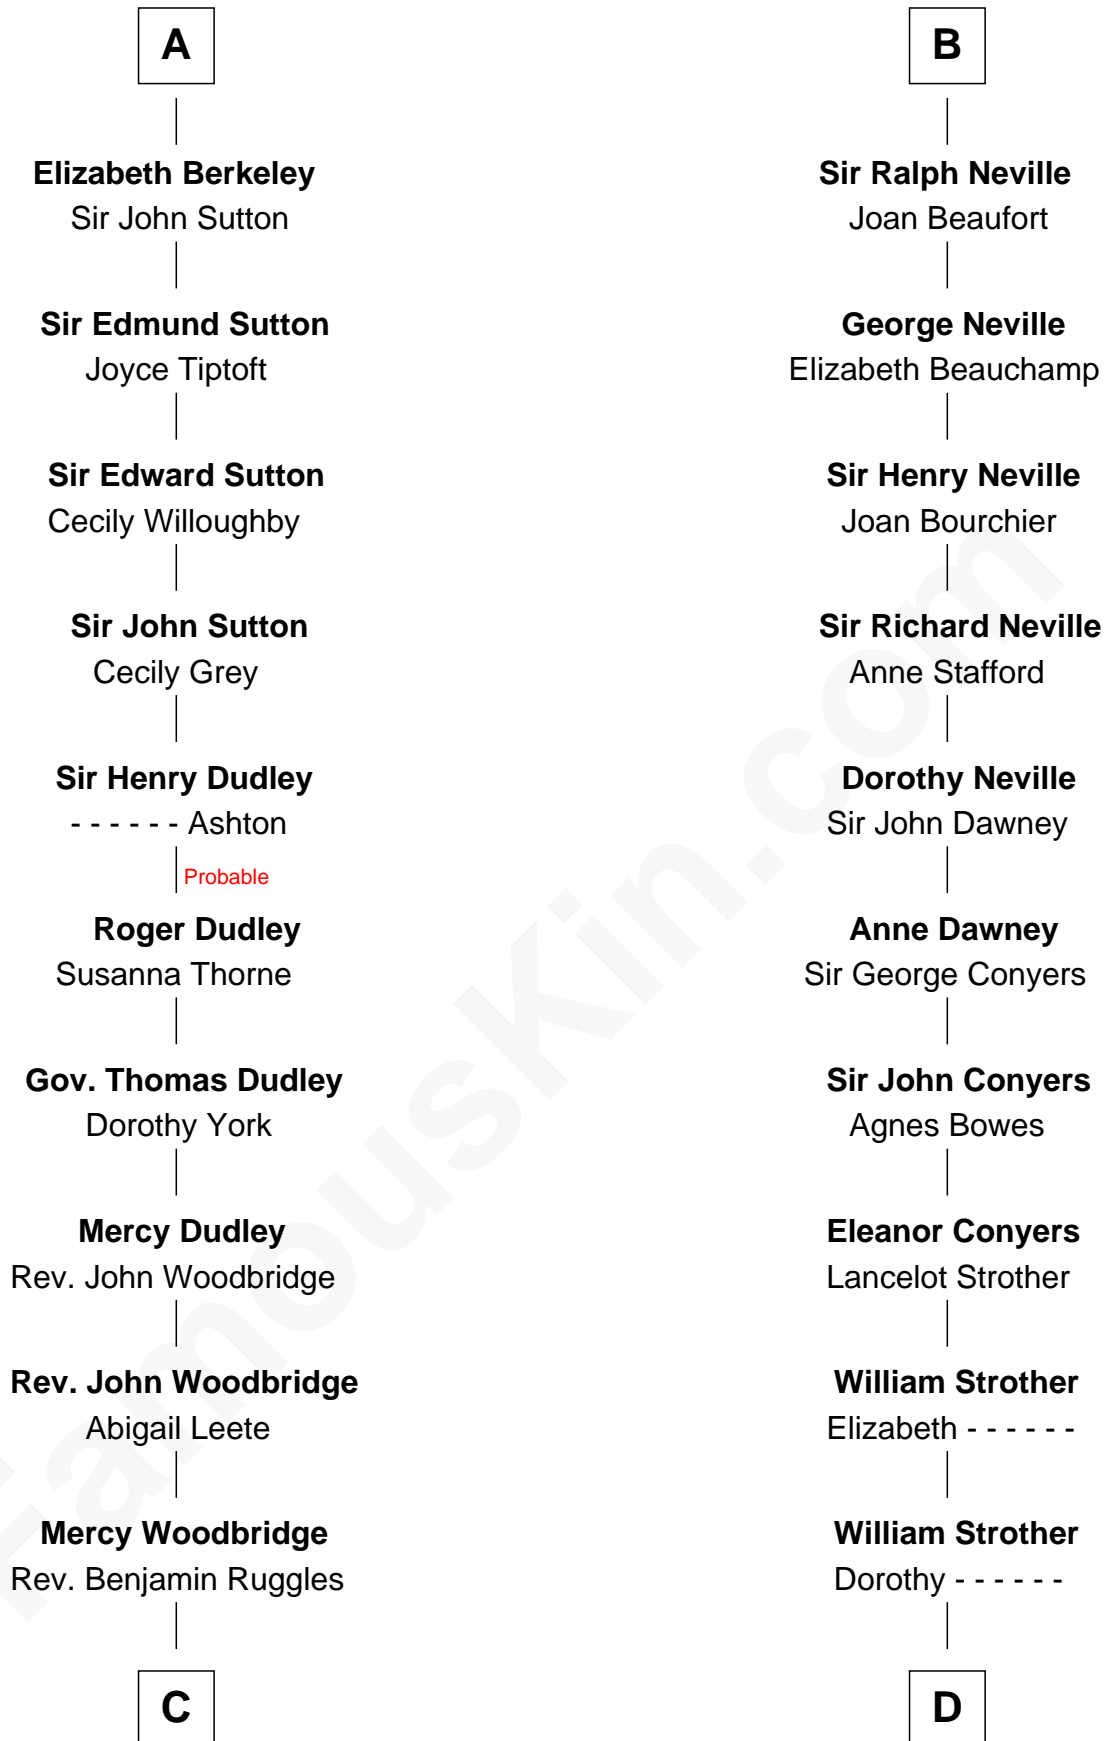 A
Elizabeth Berkeley
Sir John Sutton
Sir Edmund Sutton
Joyce Tiptoft
Sir Edward Sutton
Cecily Willoughby
Sir John Sutton
Cecily Grey
Sir Henry Dudley
- - - - - - Ashton
Probable
Roger Dudley
Susanna Thorne
Gov. Thomas Dudley
Dorothy York
Mercy Dudley
Rev. John Woodbridge
Rev. John Woodbridge
Abigail Leete
Mercy Woodbridge
Rev. Benjamin Ruggles
C
B
Sir Ralph Neville
Joan Beaufort
George Neville
Elizabeth Beauchamp
Sir Henry Neville
Joan Bourchier
Sir Richard Neville
Anne Stafford
Dorothy Neville
Sir John Dawney
Anne Dawney
Sir George Conyers
Sir John Conyers
Agnes Bowes
Eleanor Conyers
Lancelot Strother
William Strother
Elizabeth - - - - - -
William Strother
Dorothy - - - - - -
D
FamousKin.com